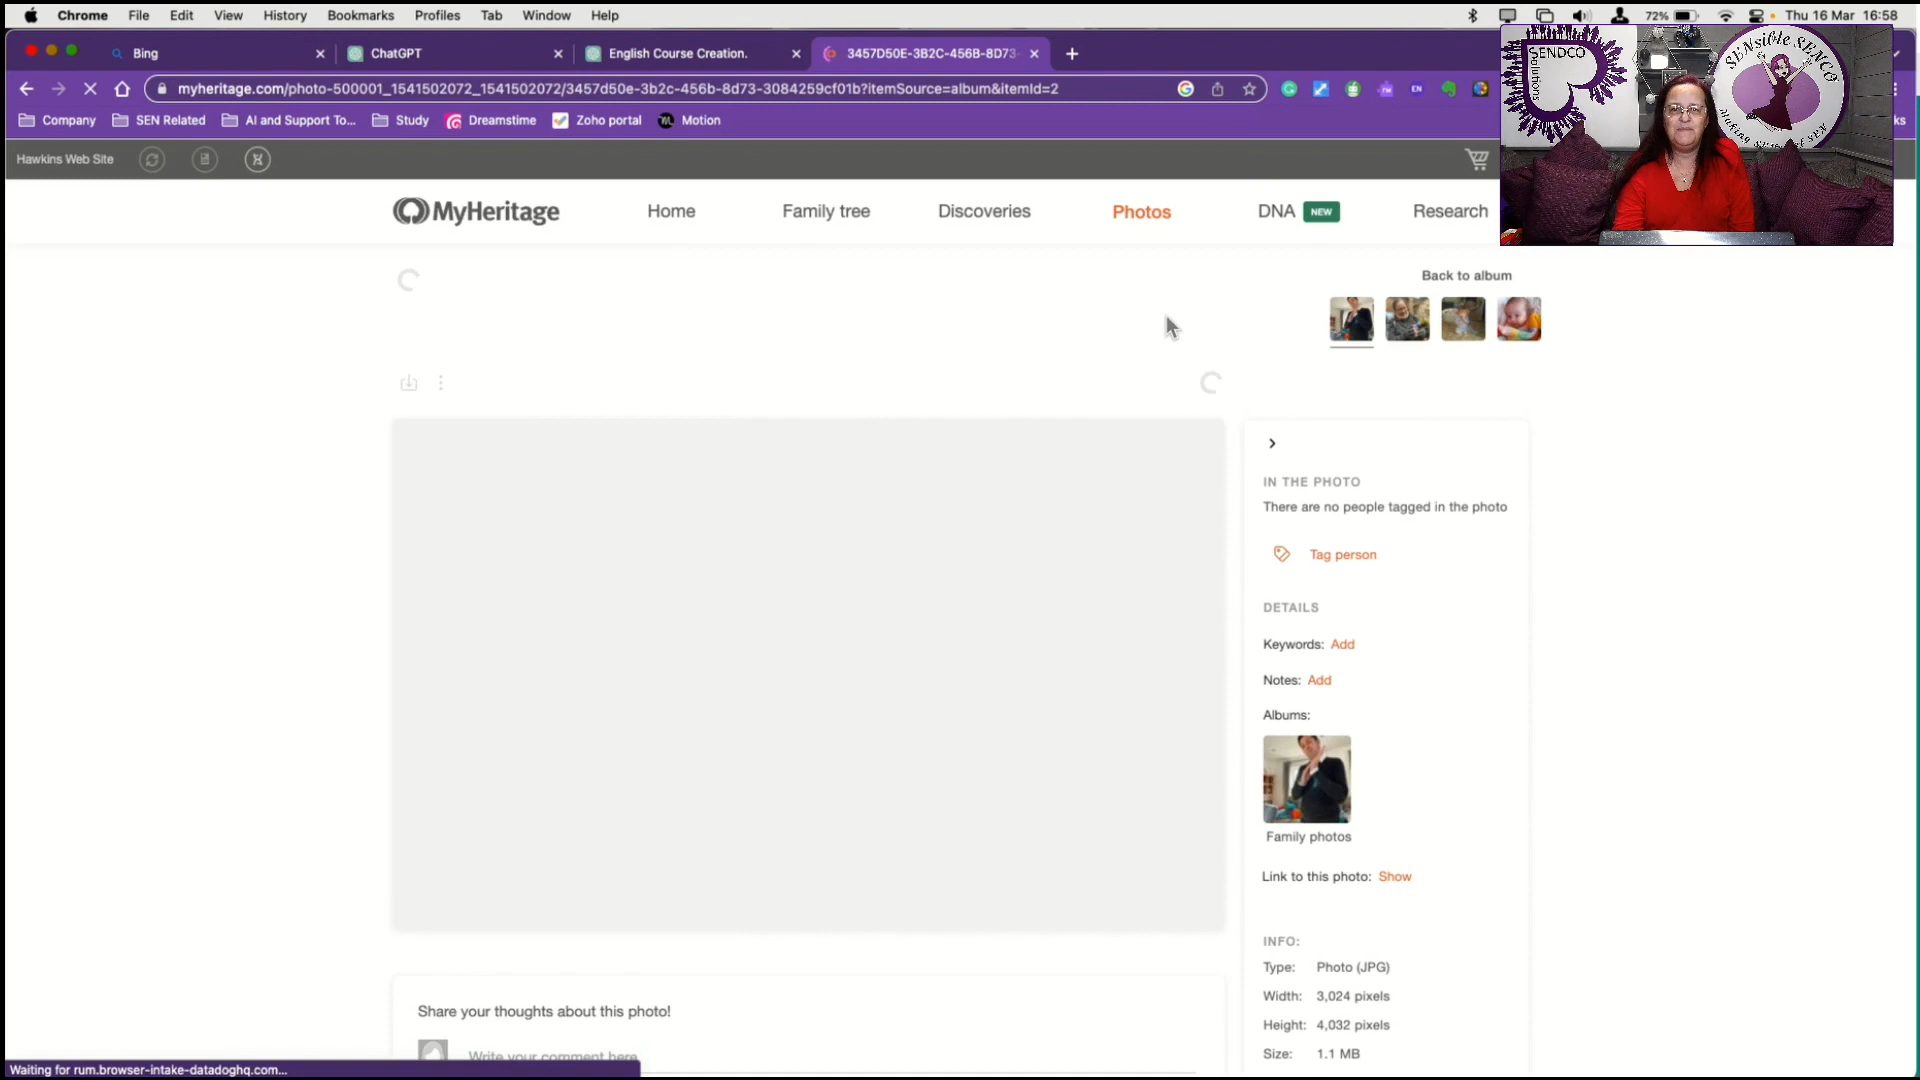 Chrome File Edit View History Bookmarks Profiles Tab Window Help 72% Thu 16 Mar 16:58
Bing ChatGPT English Course Creation. 3457D50E-3B2C-456B-8D73-
myheritage.com/photo-500001_1541502072_1541502072/3457d50e-3b2c-456b-8d73-3084259cf01b?itemSource=album&itemId=2
Company SEN Related AI and Support To... Study Dreamstime Zoho portal Motion
SENDCO
Solutions
SENsible SENCO
Hawkins Web Site
MyHeritage Home Family tree Discoveries Photos DNA NEW Research
Back to album
IN THE PHOTO
There are no people tagged in the photo
Tag person
DETAILS
Keywords: Add
Notes: Add
Albums:
Family photos
Link to this photo: Show
INFO:
Type: Photo (JPG)
Width: 3,024 pixels
Height: 4,032 pixels
Size: 1.1 MB
Share your thoughts about this photo!
Write your comment here
Waiting for rum.browser-intake-datadoghq.com...